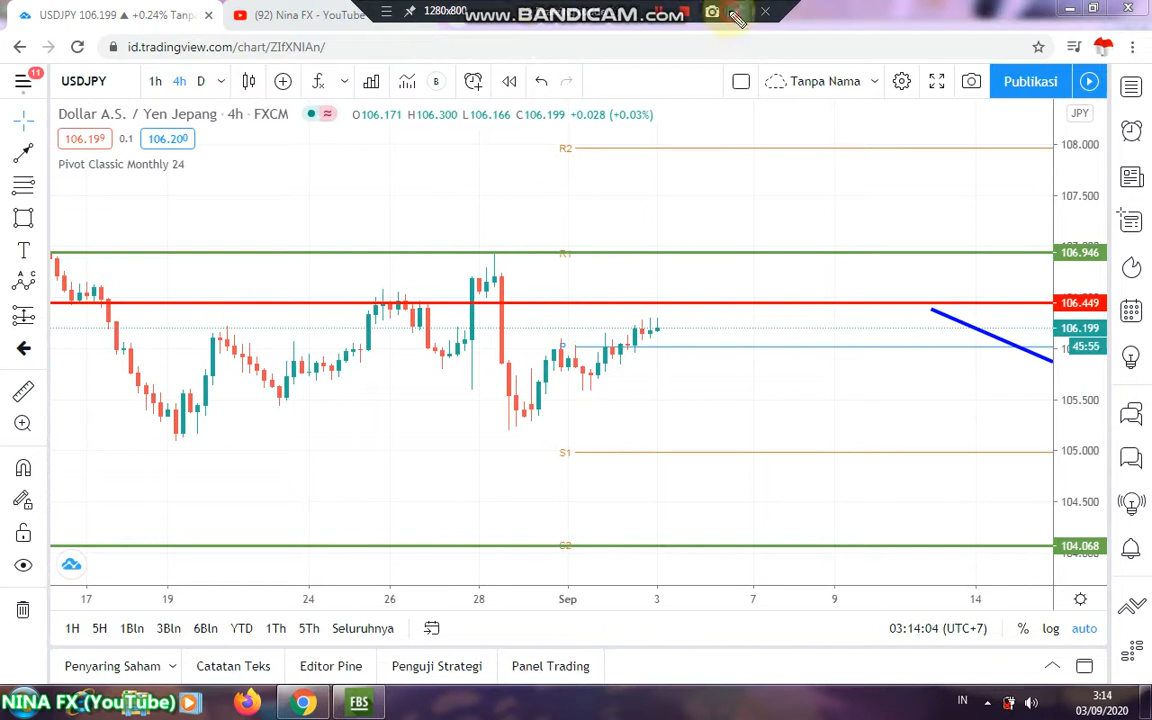 USDJPY 106.199 ▲ +0.24% Tanp
(92) Nina FX - YouTube
1280x800
www.BANDICAM.com
id.tradingview.com/chart/ZIfXNIAn/
11
USDJPY
1h 4h D
B
Tanpa Nama
Publikasi
Dollar A.S. / Yen Jepang · 4h · FXCM
O106.171 H106.300 L106.166 C106.199 +0.028 (+0.03%)
JPY
106.199 0.1 106.200
Pivot Classic Monthly 24
R2
108.000
107.500
R1
106.946
106.449
106.199
P
45:55
105.500
S1
105.000
104.500
S2
104.068
17 19 24 26 28 Sep 3 7 9 14
1H 5H 1Bln 3Bln 6Bln YTD 1Th 5Th Seluruhnya
03:14:04 (UTC+7) % log auto
Penyaring Saham Catatan Teks Editor Pine Penguji Strategi Panel Trading
NINA FX (YouTube)
FBS
IN
3:14
03/09/2020